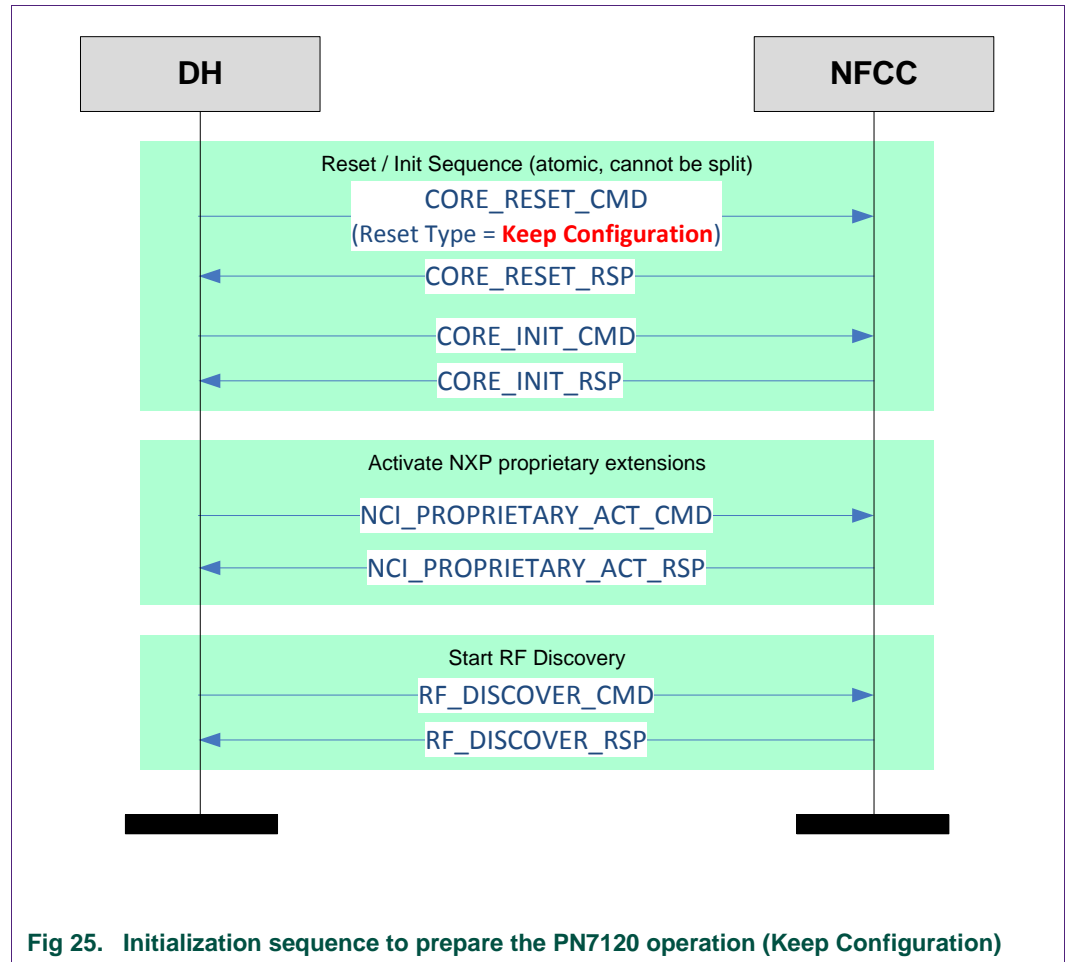 DH
NFCC
Reset / Init Sequence (atomic, cannot be split)
CORE_RESET_CMD
(Reset Type = Keep Configuration)
CORE_RESET_RSP
CORE_INIT_CMD
CORE_INIT_RSP
Activate NXP proprietary extensions
NCI_PROPRIETARY_ACT_CMD
NCI_PROPRIETARY_ACT_RSP
Start RF Discovery
RF_DISCOVER_CMD
RF_DISCOVER_RSP
Fig 25. Initialization sequence to prepare the PN7120 operation (Keep Configuration)